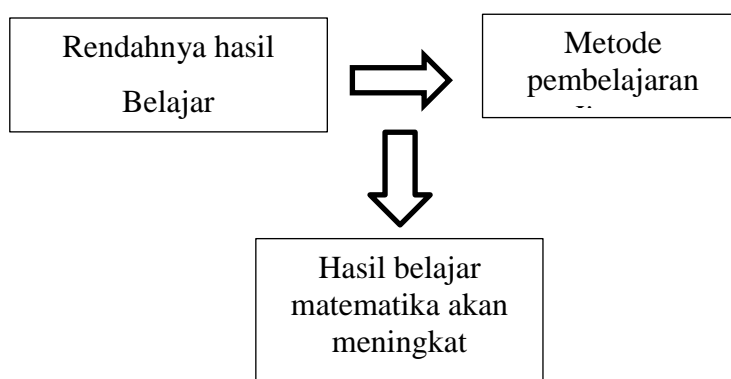 Rendahnya hasil
Belajar
Metode
pembelajaran
Hasil belajar
matematika akan
meningkat